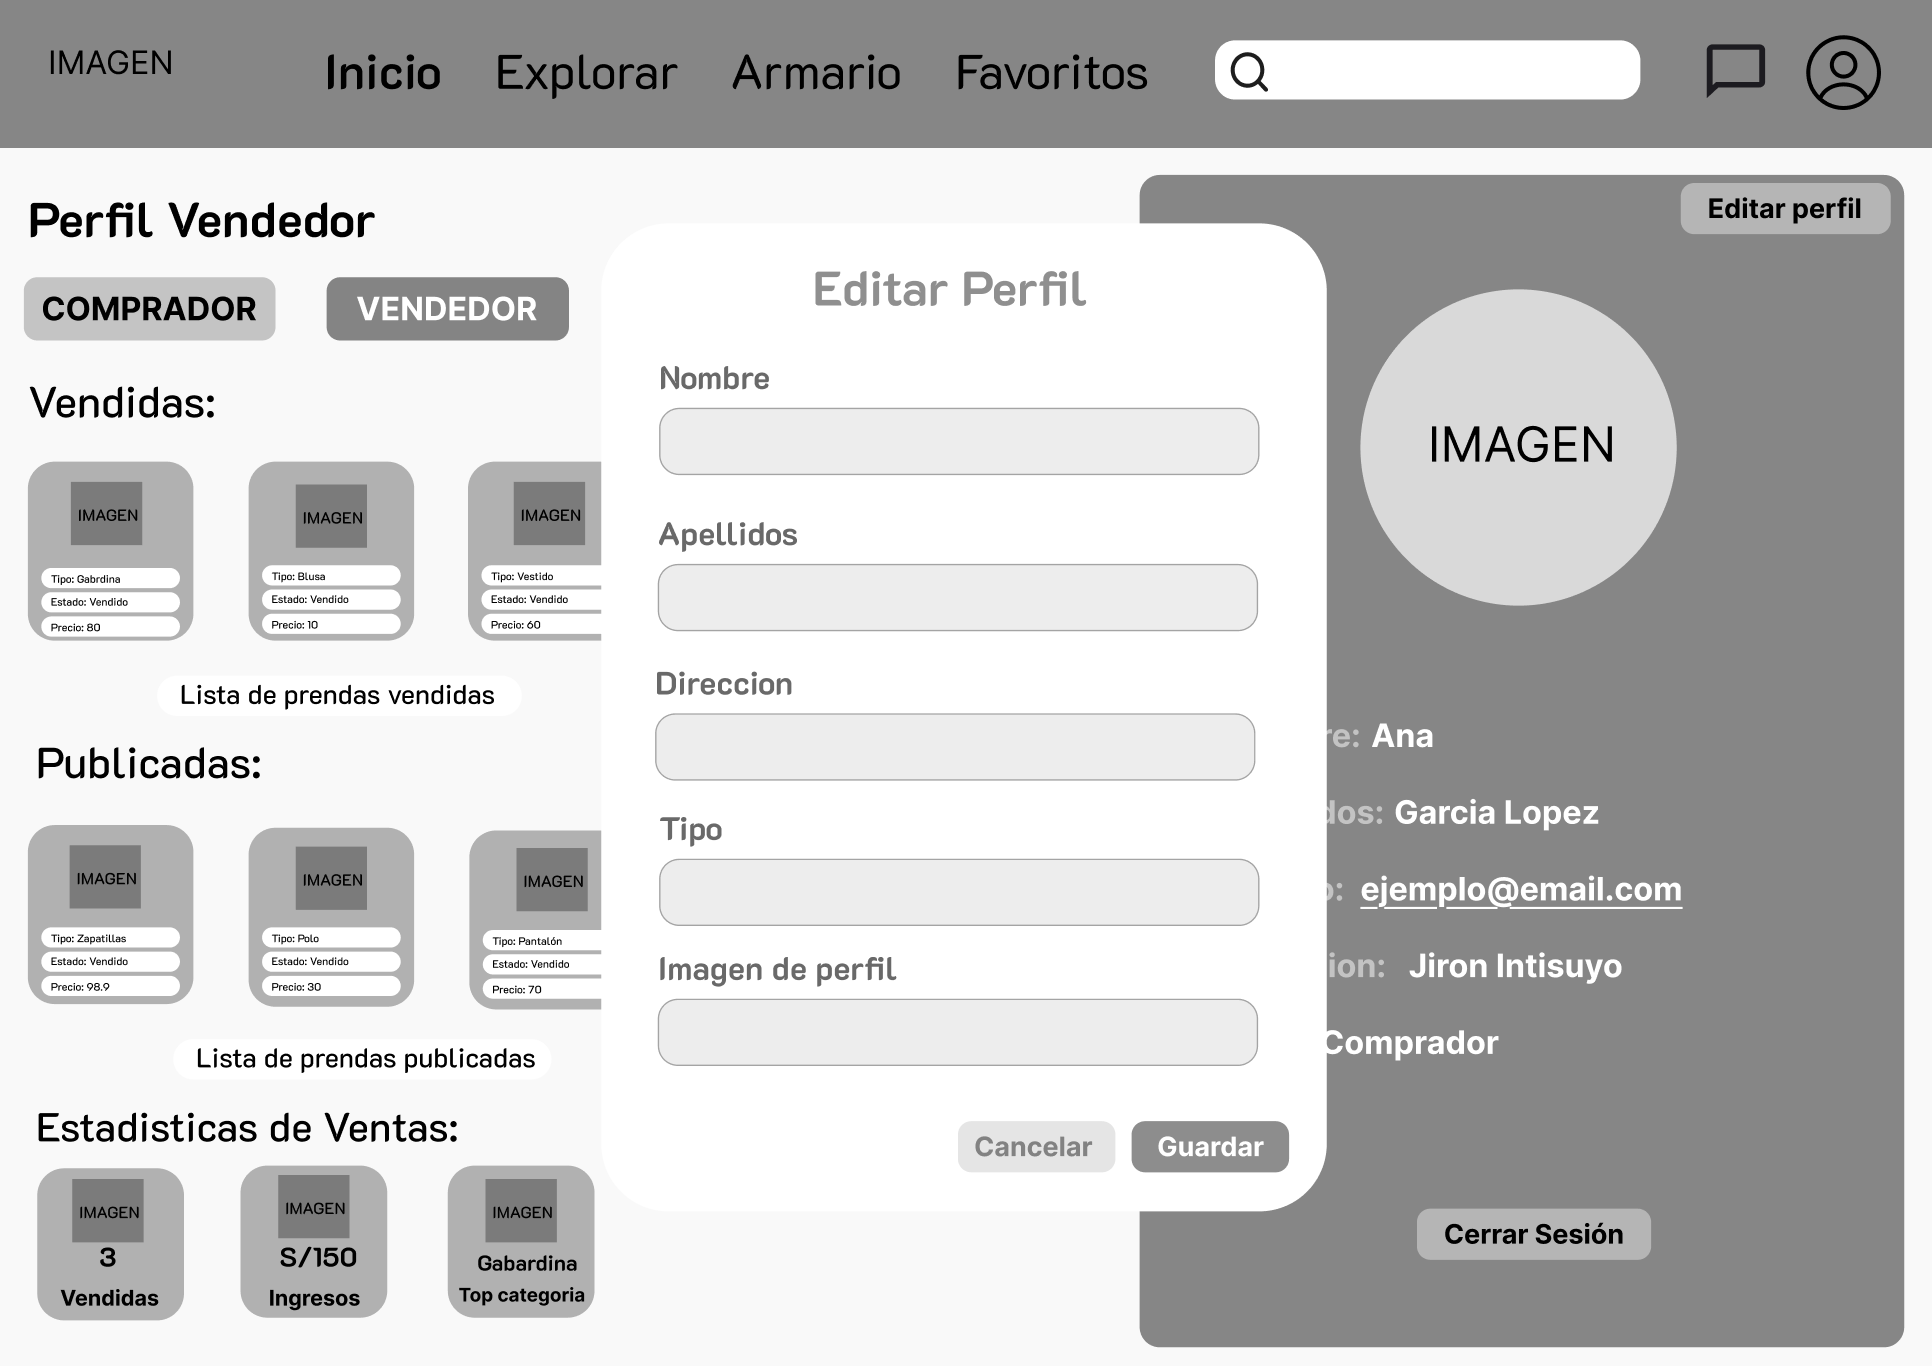 IMAGEN
Inicio Explorar Armario Favoritos
Perfil Vendedor
COMPRADOR VENDEDOR
Vendidas:
IMAGEN
Tipo: Gabrdina
Estado: Vendido
Precio: 80
IMAGEN
Tipo: Blusa
Estado: Vendido
Precio: 10
IMAGEN
Tipo: Vestido
Estado: Vendido
Precio: 60
Lista de prendas vendidas
Publicadas:
IMAGEN
Tipo: Zapatillas
Estado: Vendido
Precio: 98.9
IMAGEN
Tipo: Polo
Estado: Vendido
Precio: 30
IMAGEN
Tipo: Pantalón
Estado: Vendido
Precio: 70
Lista de prendas publicadas
Estadisticas de Ventas:
IMAGEN
3
Vendidas
IMAGEN
S/150
Ingresos
IMAGEN
Gabardina
Top categoria
Editar Perfil
Nombre
Apellidos
Direccion
Tipo
Imagen de perfil
Cancelar Guardar
Editar perfil
IMAGEN
re: Ana
dos: Garcia Lopez
o: ejemplo@email.com
ion: Jiron Intisuyo
Comprador
Cerrar Sesión